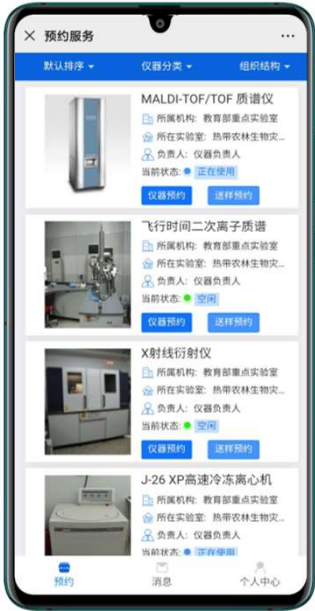 预约服务
默认排序 仪器分类 组织结构
MALDI-TOF/TOF 质谱仪
所属机构: 教育部重点实验室
所在实验室: 热带农林生物灾...
负责人: 仪器负责人
当前状态: 正在使用
仪器预约 送样预约
飞行时间二次离子质谱
所属机构: 教育部重点实验室
所在实验室: 热带农林生物灾...
负责人: 仪器负责人
当前状态: 空闲
仪器预约 送样预约
X射线衍射仪
所属机构: 教育部重点实验室
所在实验室: 热带农林生物灾...
负责人: 仪器负责人
当前状态: 空闲
仪器预约 送样预约
J-26 XP高速冷冻离心机
所属机构: 教育部重点实验室
所在实验室: 热带农林生物灾...
负责人: 仪器负责人
当前状态: 正在使用
预约 消息 个人中心